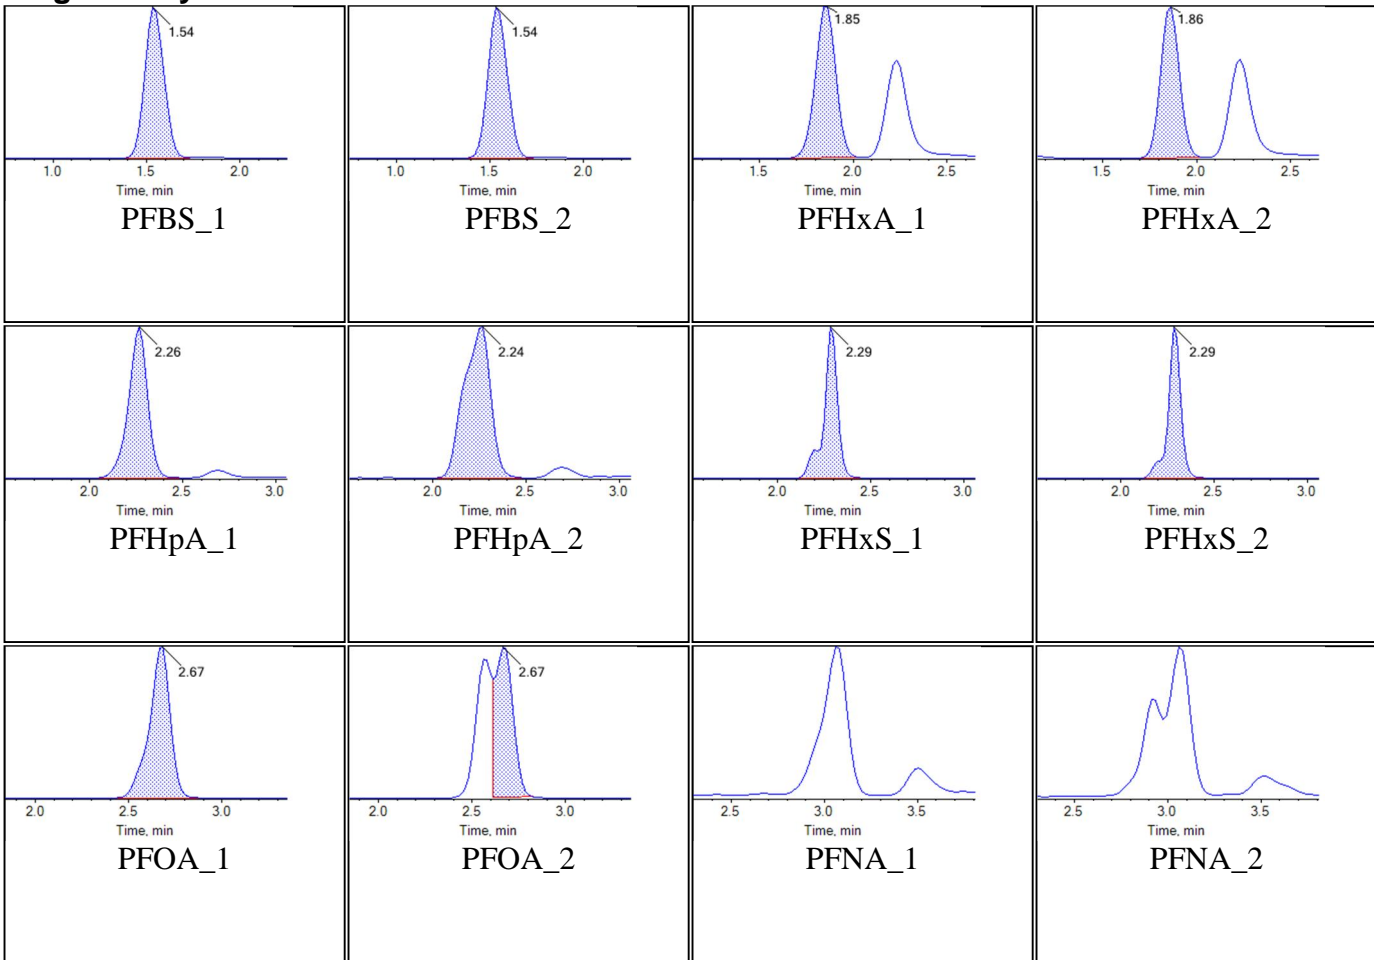 1.54
1.0 1.5 2.0
Time, min
PFBS_1
1.54
1.0 1.5 2.0
Time, min
PFBS_2
1.85
1.5 2.0 2.5
Time, min
PFHxA_1
1.86
1.5 2.0 2.5
Time, min
PFHxA_2
2.26
2.0 2.5 3.0
Time, min
PFHpA_1
2.24
2.0 2.5 3.0
Time, min
PFHpA_2
2.29
2.0 2.5 3.0
Time, min
PFHxS_1
2.29
2.0 2.5 3.0
Time, min
PFHxS_2
2.67
2.0 2.5 3.0
Time, min
PFOA_1
2.67
2.0 2.5 3.0
Time, min
PFOA_2
2.5 3.0 3.5
Time, min
PFNA_1
2.5 3.0 3.5
Time, min
PFNA_2